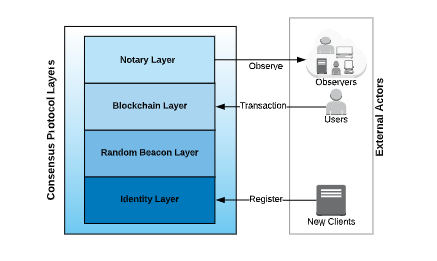 Consensus Protocol Layers
Notary Layer
Blockchain Layer
Random Beacon Layer
Identity Layer
Observe
Transaction
Register
Observers
Users
New Clients
External Actors